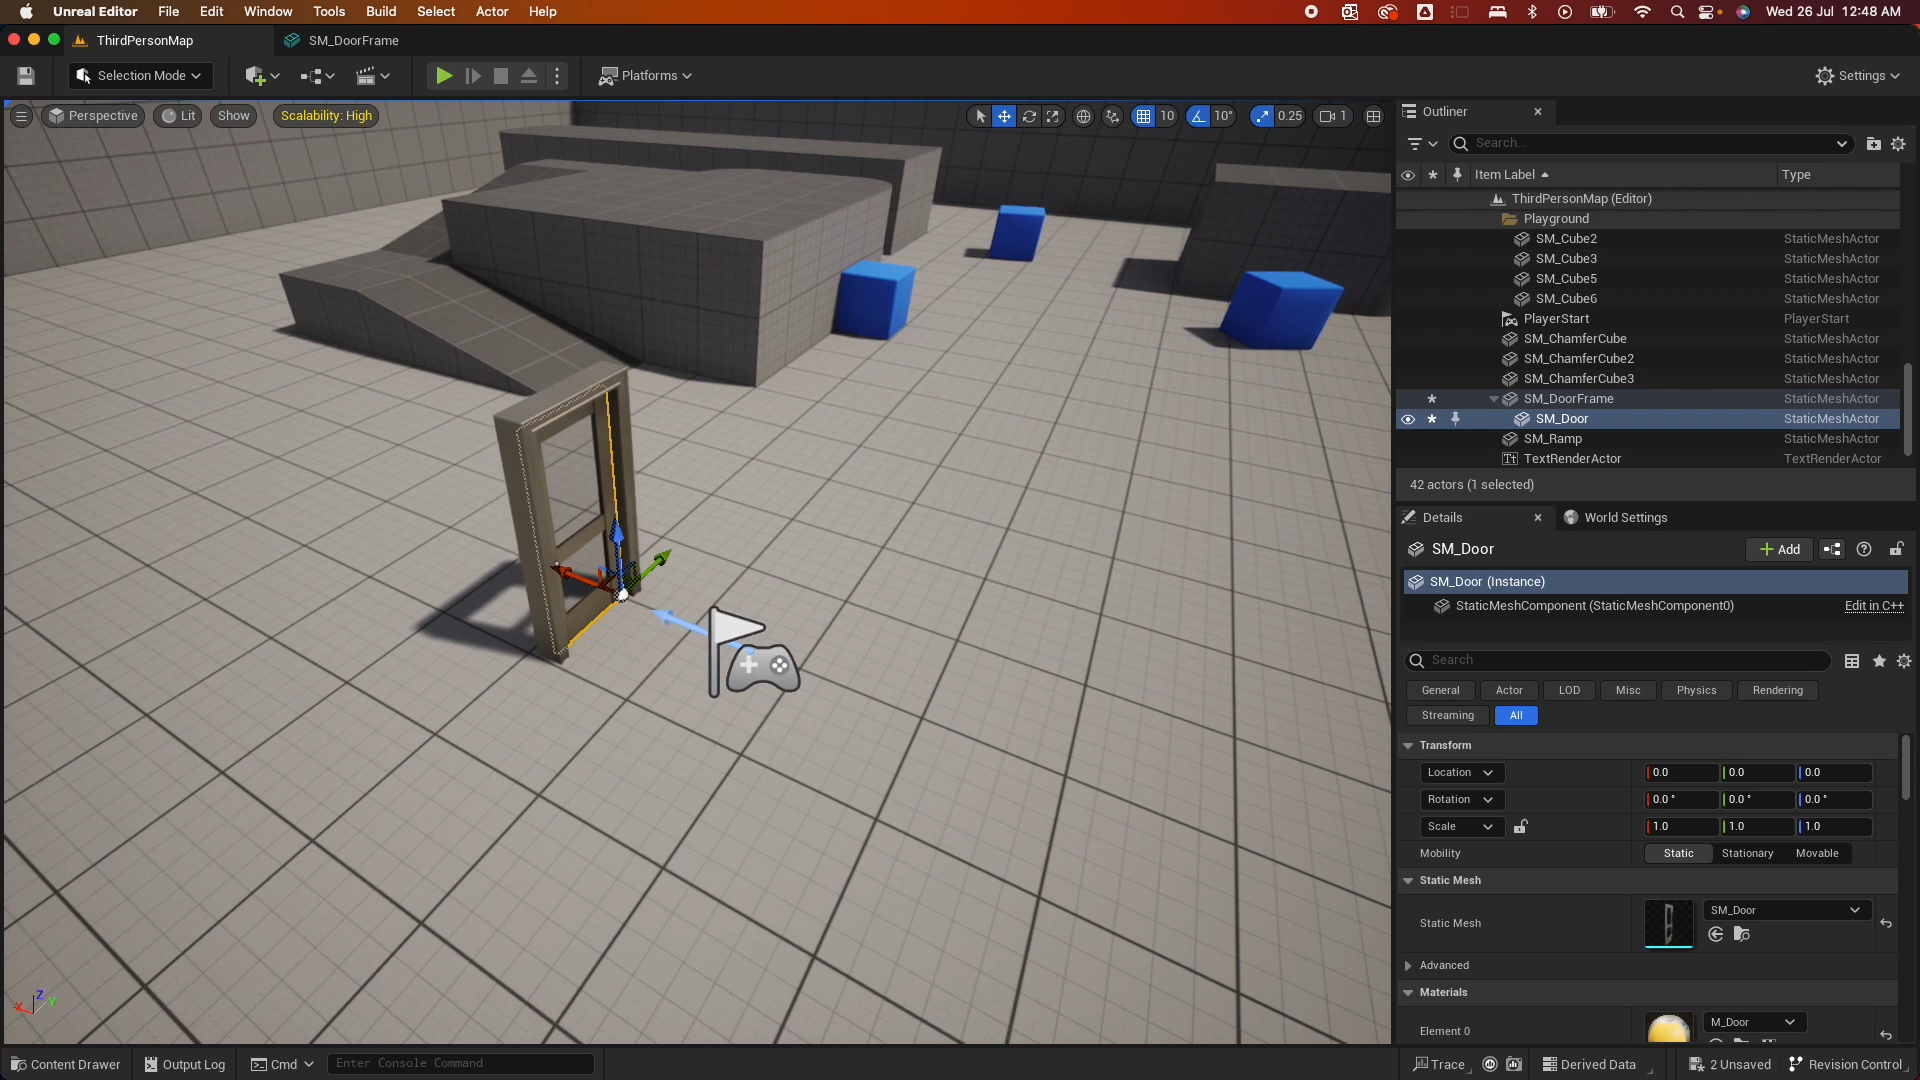 Unreal Editor File Edit Window Tools Build Select Actor Help Wed 26 Jul 12:48 AM
ThirdPersonMap SM_DoorFrame
Selection Mode Platforms Settings
Perspective Lit Show Scalability: High 10 10° 0.25 1
Outliner
Search...
Item Label Type
ThirdPersonMap (Editor)
Playground
SM_Cube2 StaticMeshActor
SM_Cube3 StaticMeshActor
SM_Cube5 StaticMeshActor
SM_Cube6 StaticMeshActor
PlayerStart PlayerStart
SM_ChamferCube StaticMeshActor
SM_ChamferCube2 StaticMeshActor
SM_ChamferCube3 StaticMeshActor
SM_DoorFrame StaticMeshActor
SM_Door StaticMeshActor
SM_Ramp StaticMeshActor
TextRenderActor TextRenderActor
42 actors (1 selected)
Details World Settings
SM_Door Add
SM_Door (Instance)
StaticMeshComponent (StaticMeshComponent0) Edit in C++
Search
General Actor LOD Misc Physics Rendering
Streaming All
Transform
Location 0.0 0.0 0.0
Rotation 0.0° 0.0° 0.0°
Scale 1.0 1.0 1.0
Mobility Static Stationary Movable
Static Mesh
Static Mesh SM_Door
Advanced
Materials
Element 0 M_Door
X Z Y
Content Drawer Output Log Cmd Enter Console Command Trace Derived Data 2 Unsaved Revision Control